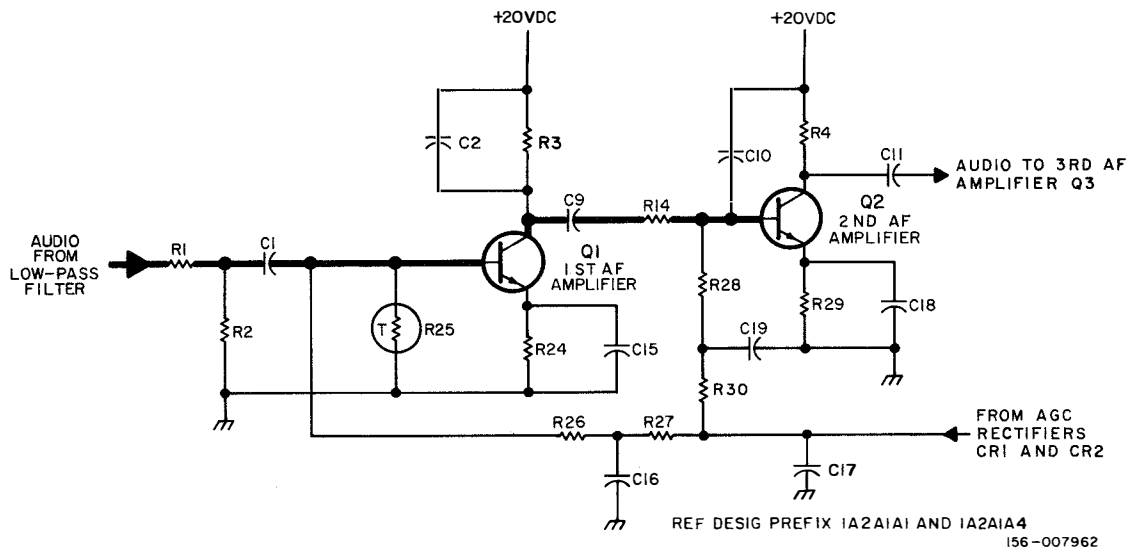 +20VDC
+20VDC
C2
R3
C10
R4
C11
AUDIO TO 3RD AF
AMPLIFIER Q3
C9
R14
Q2
2ND AF
AMPLIFIER
AUDIO
FROM
LOW-PASS
FILTER
R1
C1
Q1
1ST AF
AMPLIFIER
R28
R2
T
R25
R24
C15
C19
R29
C18
R30
R26
R27
FROM AGC
RECTIFIERS
CR1 AND CR2
C16
C17
REF DESIG PREFIX 1A2A1A1 AND 1A2A1A4
156-007962